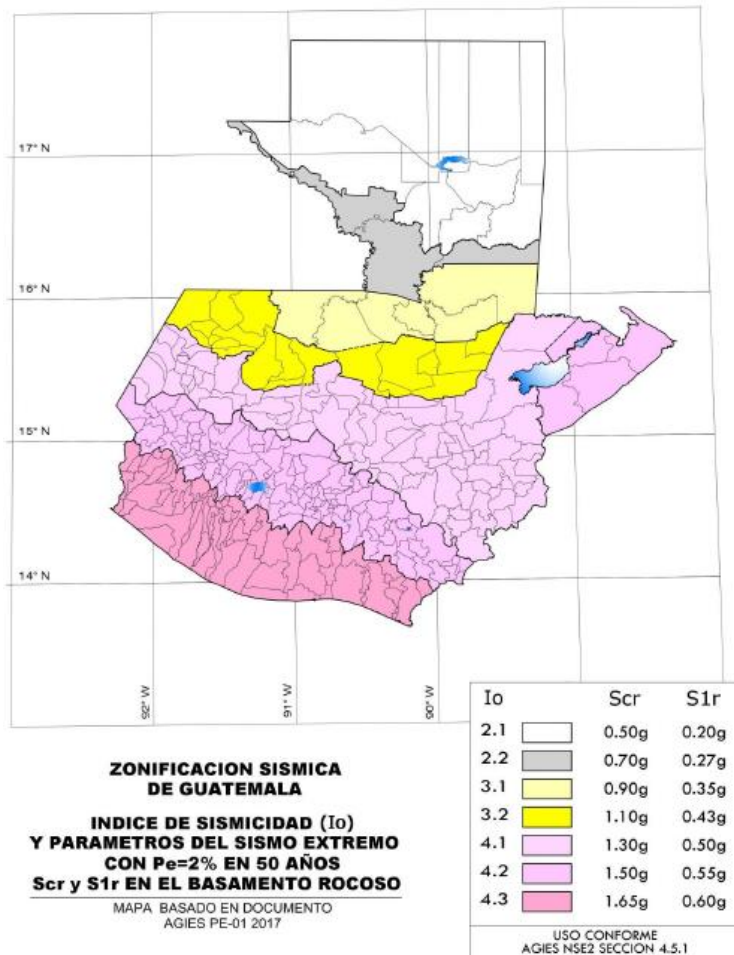 17° N
16° N
15° N
14° N
92° W
91° W
90° W
Io Scr S1r
2.1 0.50g 0.20g
2.2 0.70g 0.27g
3.1 0.90g 0.35g
3.2 1.10g 0.43g
4.1 1.30g 0.50g
4.2 1.50g 0.55g
4.3 1.65g 0.60g
USO CONFORME
AGIES NSE2 SECCION 4.5.1
ZONIFICACION SISMICA
DE GUATEMALA
INDICE DE SISMICIDAD (Io)
Y PARAMETROS DEL SISMO EXTREMO
CON Pe=2% EN 50 AÑOS
Scr y S1r EN EL BASAMENTO ROCOSO
MAPA BASADO EN DOCUMENTO
AGIES PE-01 2017